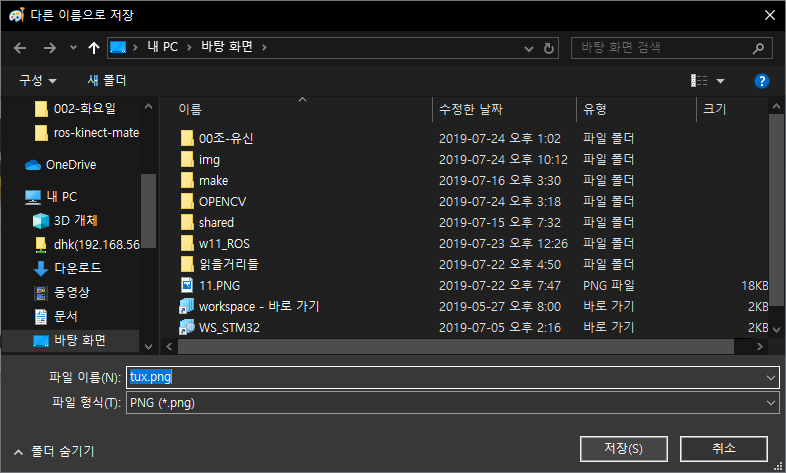 다른 이름으로 저장
내 PC 바탕 화면 바탕 화면 검색
구성 새 폴더
002-화요일
ros-kinect-mate
OneDrive
내 PC
3D 개체
dhk(192.168.56
다운로드
동영상
문서
바탕 화면
이름 수정한 날짜 유형 크기
00조-유신 2019-07-24 오후 1:02 파일 폴더
img 2019-07-24 오후 10:12 파일 폴더
make 2019-07-16 오후 3:30 파일 폴더
OPENCV 2019-07-24 오후 3:18 파일 폴더
shared 2019-07-15 오후 7:32 파일 폴더
w11_ROS 2019-07-23 오후 12:26 파일 폴더
읽을거리들 2019-07-22 오후 4:50 파일 폴더
11.PNG 2019-07-22 오후 7:47 PNG 파일 18KB
workspace - 바로 가기 2019-05-27 오후 8:00 바로 가기 2KB
WS_STM32 2019-07-05 오후 2:16 바로 가기 2KB
파일 이름(N): tux.png
파일 형식(T): PNG (*.png)
폴더 숨기기 저장(S) 취소